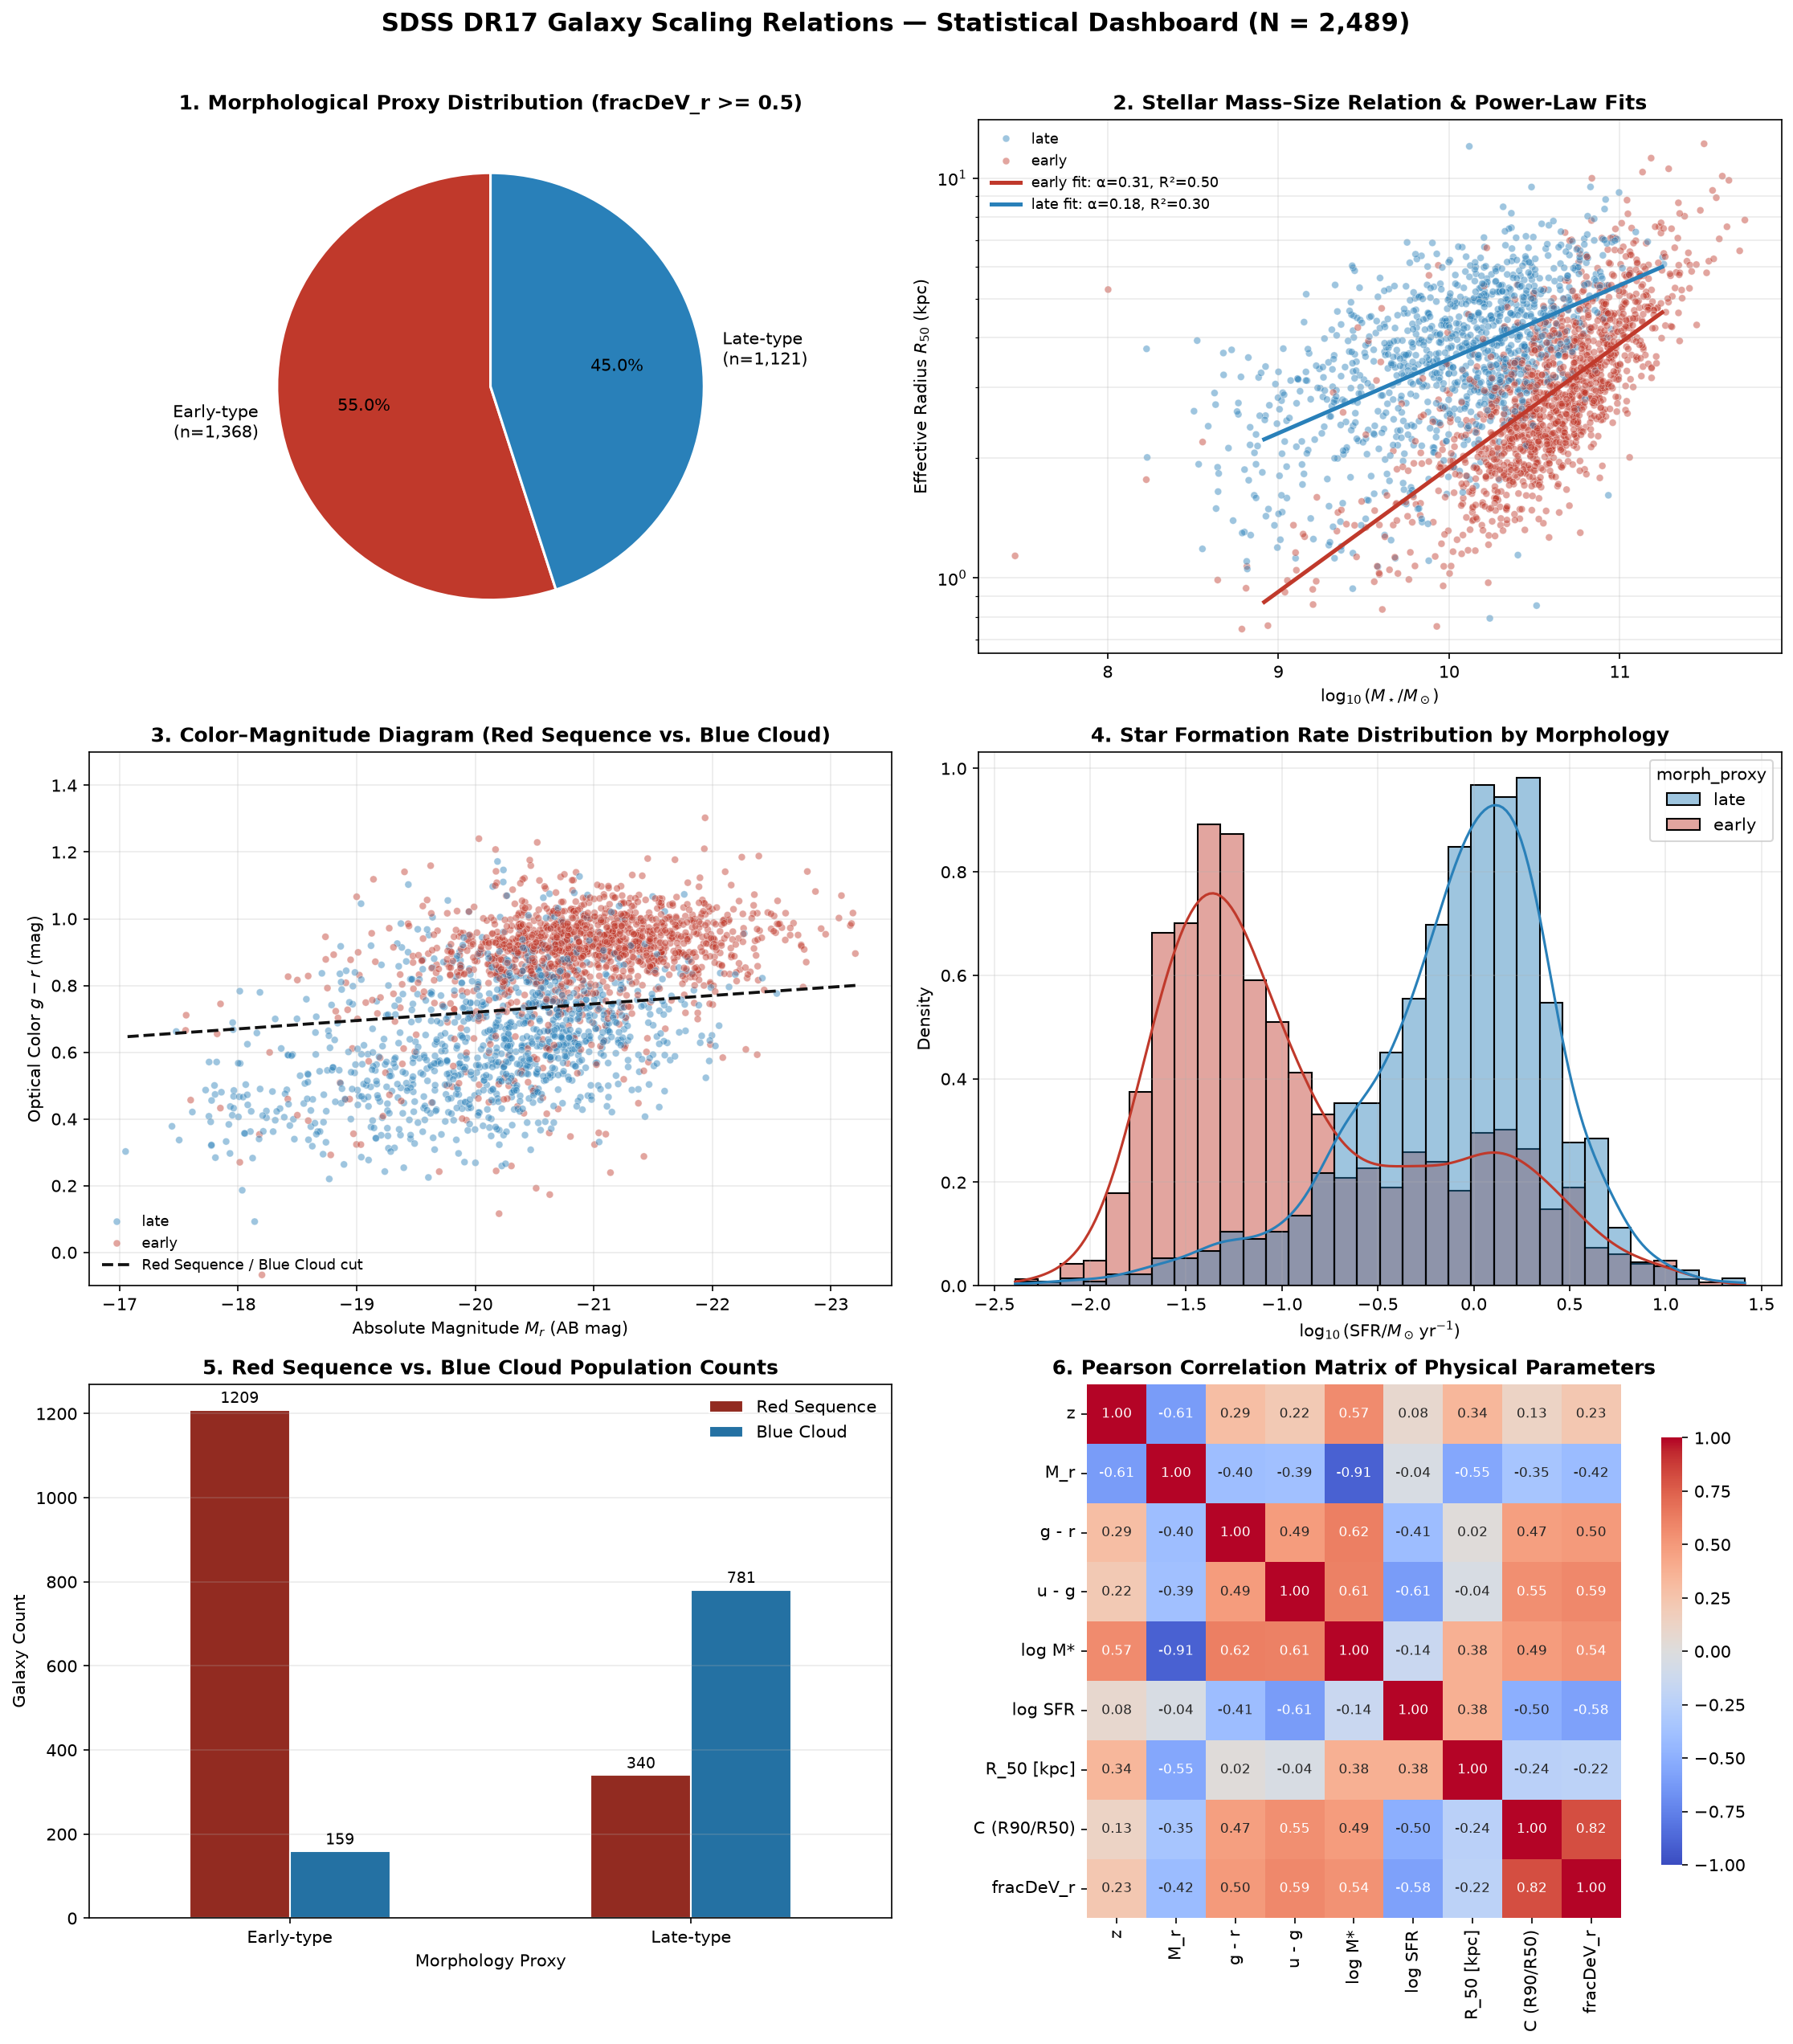 SDSS DR17 Galaxy Scaling Relations — Statistical Dashboard (N = 2,489)
1. Morphological Proxy Distribution (fracDeV_r >= 0.5)
Late-type
(n=1,121)
45.0%
55.0%
Early-type
(n=1,368)
2. Stellar Mass–Size Relation & Power-Law Fits
late
early
early fit: α=0.31, R²=0.50
late fit: α=0.18, R²=0.30
10¹
10⁰
Effective Radius R₅₀ (kpc)
8 9 10 11
log₁₀(M⋆/M⊙)
3. Color–Magnitude Diagram (Red Sequence vs. Blue Cloud)
1.4
1.2
1.0
0.8
0.6
0.4
0.2
0.0
Optical Color g − r (mag)
late
early
Red Sequence / Blue Cloud cut
−17 −18 −19 −20 −21 −22 −23
Absolute Magnitude Mᵣ (AB mag)
4. Star Formation Rate Distribution by Morphology
morph_proxy
late
early
1.0
0.8
0.6
0.4
0.2
0.0
Density
−2.5 −2.0 −1.5 −1.0 −0.5 0.0 0.5 1.0 1.5
log₁₀(SFR/M⊙ yr⁻¹)
5. Red Sequence vs. Blue Cloud Population Counts
Red Sequence
Blue Cloud
1209
159
340
781
1200
1000
800
600
400
200
0
Galaxy Count
Early-type Late-type
Morphology Proxy
6. Pearson Correlation Matrix of Physical Parameters
z 1.00 -0.61 0.29 0.22 0.57 0.08 0.34 0.13 0.23
M_r -0.61 1.00 -0.40 -0.39 -0.91 -0.04 -0.55 -0.35 -0.42
g - r 0.29 -0.40 1.00 0.49 0.62 -0.41 0.02 0.47 0.50
u - g 0.22 -0.39 0.49 1.00 0.61 -0.61 -0.04 0.55 0.59
log M* 0.57 -0.91 0.62 0.61 1.00 -0.14 0.38 0.49 0.54
log SFR 0.08 -0.04 -0.41 -0.61 -0.14 1.00 0.38 -0.50 -0.58
R_50 [kpc] 0.34 -0.55 0.02 -0.04 0.38 0.38 1.00 -0.24 -0.22
C (R90/R50) 0.13 -0.35 0.47 0.55 0.49 -0.50 -0.24 1.00 0.82
fracDeV_r 0.23 -0.42 0.50 0.59 0.54 -0.58 -0.22 0.82 1.00
z M_r g - r u - g log M* log SFR R_50 [kpc] C (R90/R50) fracDeV_r
1.00
0.75
0.50
0.25
0.00
−0.25
−0.50
−0.75
−1.00